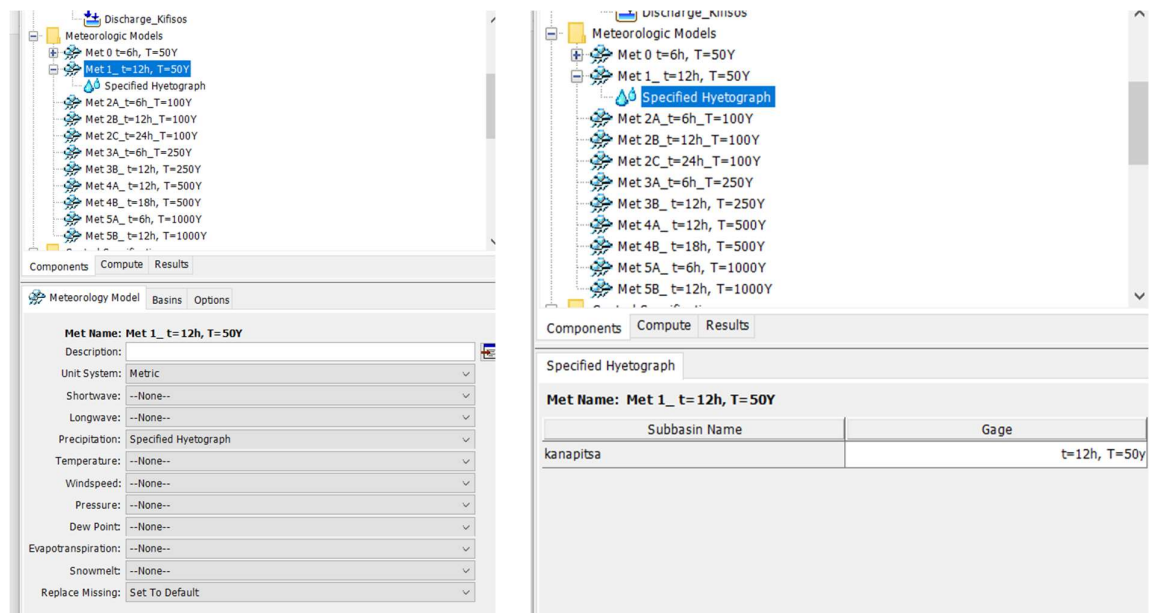 Discharge_Kifisos
Meteorologic Models
Met 0 t=6h, T=50Y
Met 1_ t=12h, T=50Y
Specified Hyetograph
Met 2A_t=6h_T=100Y
Met 2B_t=12h_T=100Y
Met 2C_t=24h_T=100Y
Met 3A_t=6h_T=250Y
Met 3B_ t=12h, T=250Y
Met 4A_ t=12h, T=500Y
Met 4B_ t=18h, T=500Y
Met 5A_ t=6h, T=1000Y
Met 5B_ t=12h, T=1000Y
Components Compute Results
Meteorology Model Basins Options
Met Name: Met 1_ t=12h, T=50Y
Description:
Unit System: Metric
Shortwave: --None--
Longwave: --None--
Precipitation: Specified Hyetograph
Temperature: --None--
Windspeed: --None--
Pressure: --None--
Dew Point: --None--
Evapotranspiration: --None--
Snowmelt: --None--
Replace Missing: Set To Default
Discharge_Kifisos
Meteorologic Models
Met 0 t=6h, T=50Y
Met 1_ t=12h, T=50Y
Specified Hyetograph
Met 2A_t=6h_T=100Y
Met 2B_t=12h_T=100Y
Met 2C_t=24h_T=100Y
Met 3A_t=6h_T=250Y
Met 3B_ t=12h, T=250Y
Met 4A_ t=12h, T=500Y
Met 4B_ t=18h, T=500Y
Met 5A_ t=6h, T=1000Y
Met 5B_ t=12h, T=1000Y
Components Compute Results
Specified Hyetograph
Met Name: Met 1_ t=12h, T=50Y
Subbasin Name Gage
kanapitsa t=12h, T=50y